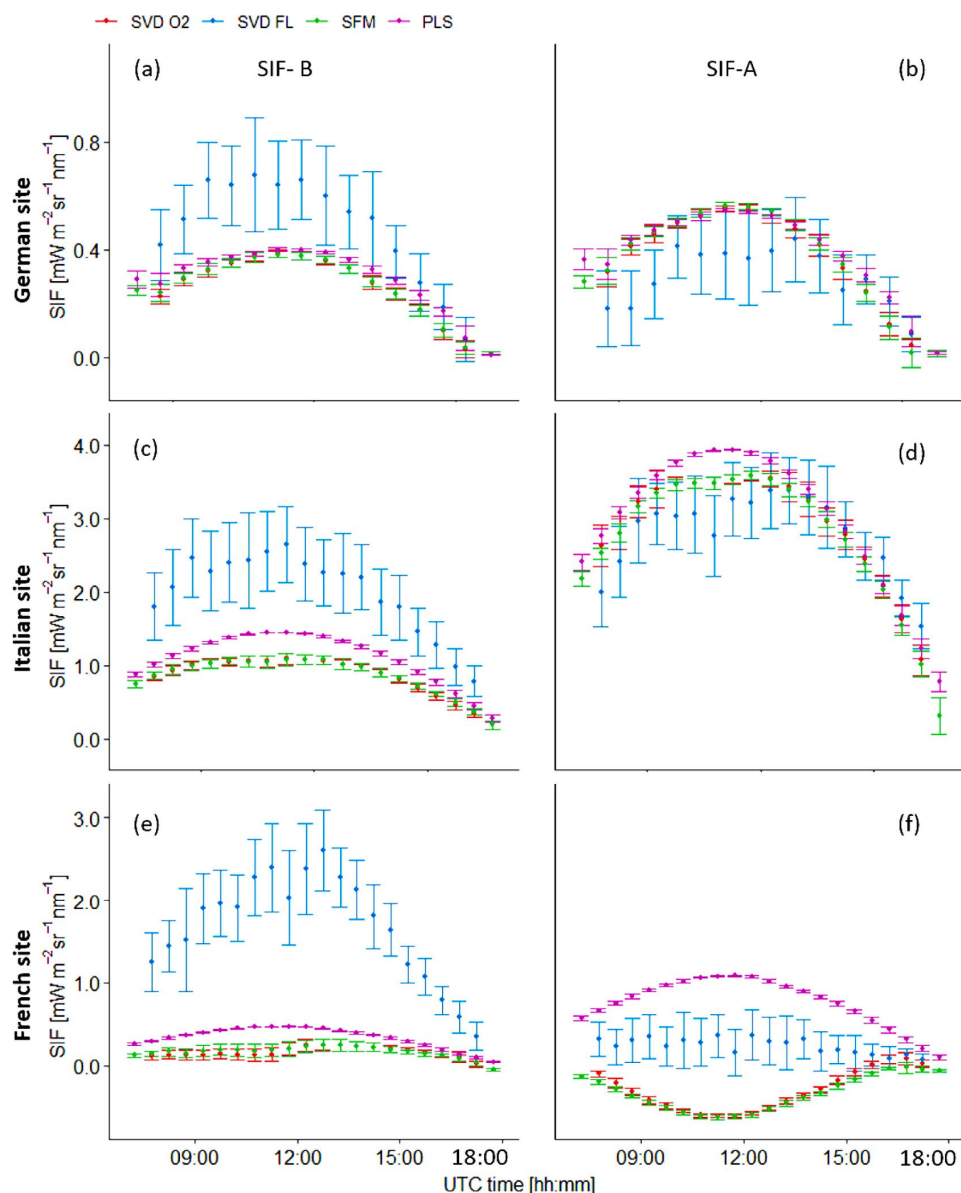 SVD O2 SVD FL SFM PLS
(a) SIF- B
SIF-A (b)
German site
SIF [mW m−2 sr−1 nm−1]
0.8
0.4
0.0
(c)
(d)
Italian site
SIF [mW m−2 sr−1 nm−1]
4.0
3.0
2.0
1.0
0.0
(e)
(f)
French site
SIF [mW m−2 sr−1 nm−1]
3.0
2.0
1.0
0.0
09:00 12:00 15:00 18:00
09:00 12:00 15:00 18:00
UTC time [hh:mm]